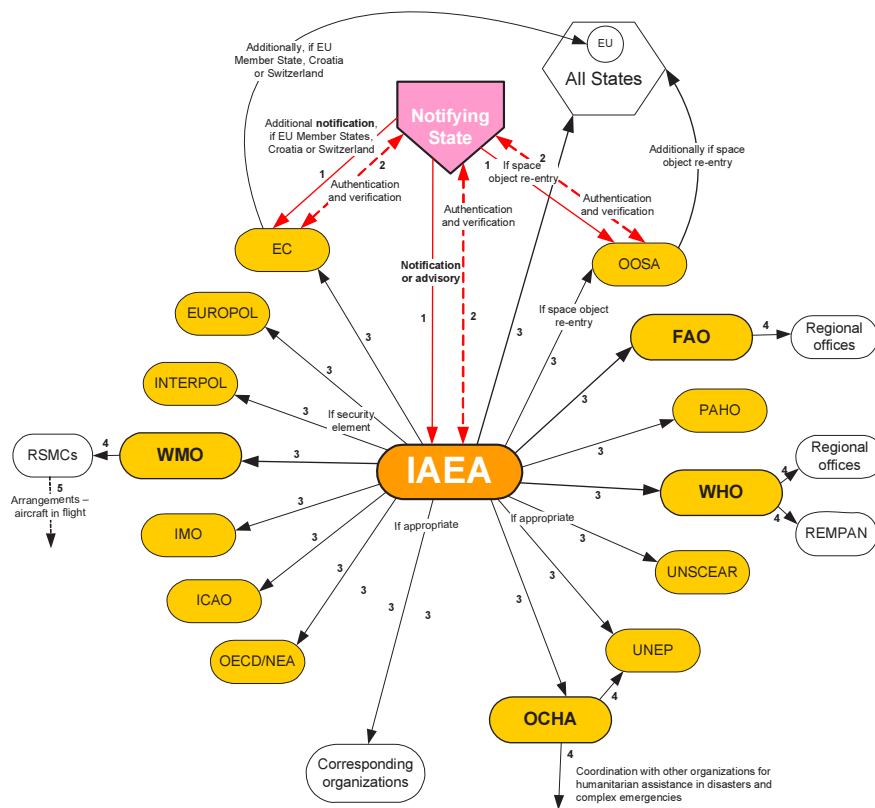 Additionally, if EU
Member State, Croatia
or Switzerland
EU
All States
Notifying
State
Additional notification,
if EU Member States,
Croatia or Switzerland
1
2
Authentication
and verification
1
2
If space
object re-entry
Authentication
and verification
Authentication
and verification
Additionally if space
object re-entry
EC
OOSA
Notification
or advisory
1
2
If space object
re-entry
3
3
3
EUROPOL
3
INTERPOL
3
If security
element
FAO
4
Regional
offices
3
PAHO
3
RSMCs
4
WMO
3
IAEA
3
WHO
4
Regional
offices
4
REMPAN
5
Arrangements –
aircraft in flight
IMO
3
If appropriate
If appropriate
3
UNSCEAR
ICAO
3
3
3
3
3
OECD/NEA
UNEP
OCHA
4
4
Corresponding
organizations
Coordination with other organizations for
humanitarian assistance in disasters and
complex emergencies